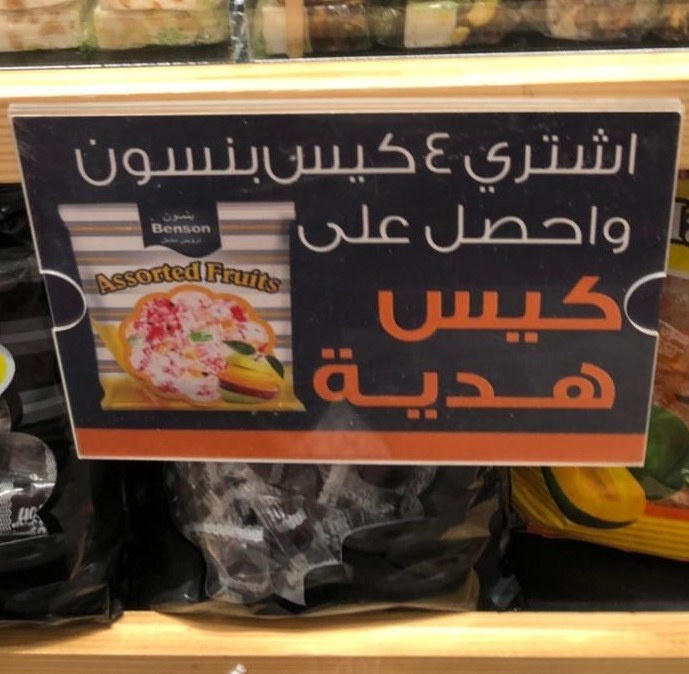 اشتري ٤ كيس بنسون
واحصل على
كيس
هدية
بنسون
Benson
Assorted Fruits